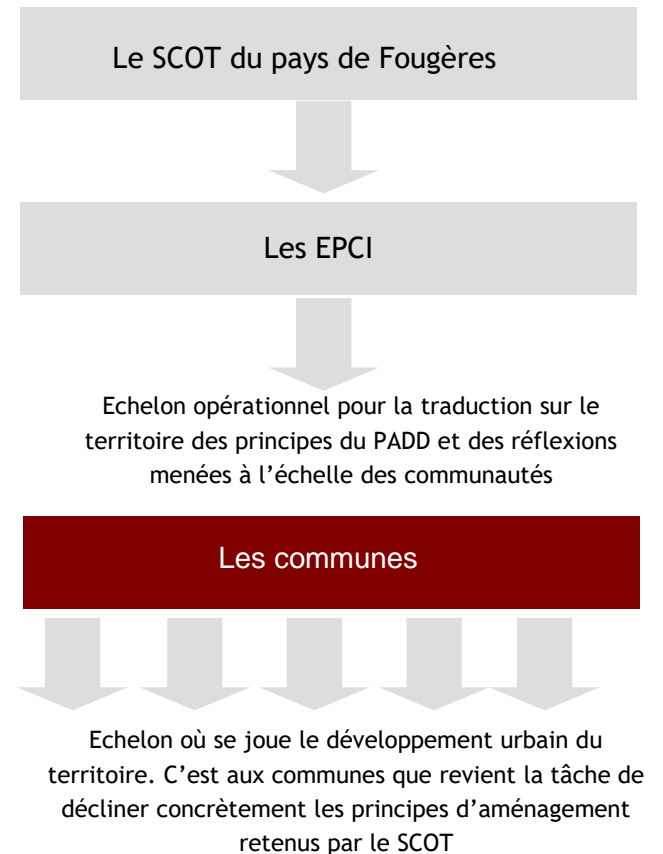 Le SCOT du pays de Fougères
Les EPCI
Echelon opérationnel pour la traduction sur le
territoire des principes du PADD et des réflexions
menées à l’échelle des communautés
Les communes
Echelon où se joue le développement urbain du
territoire. C’est aux communes que revient la tâche de
décliner concrètement les principes d’aménagement
retenus par le SCOT